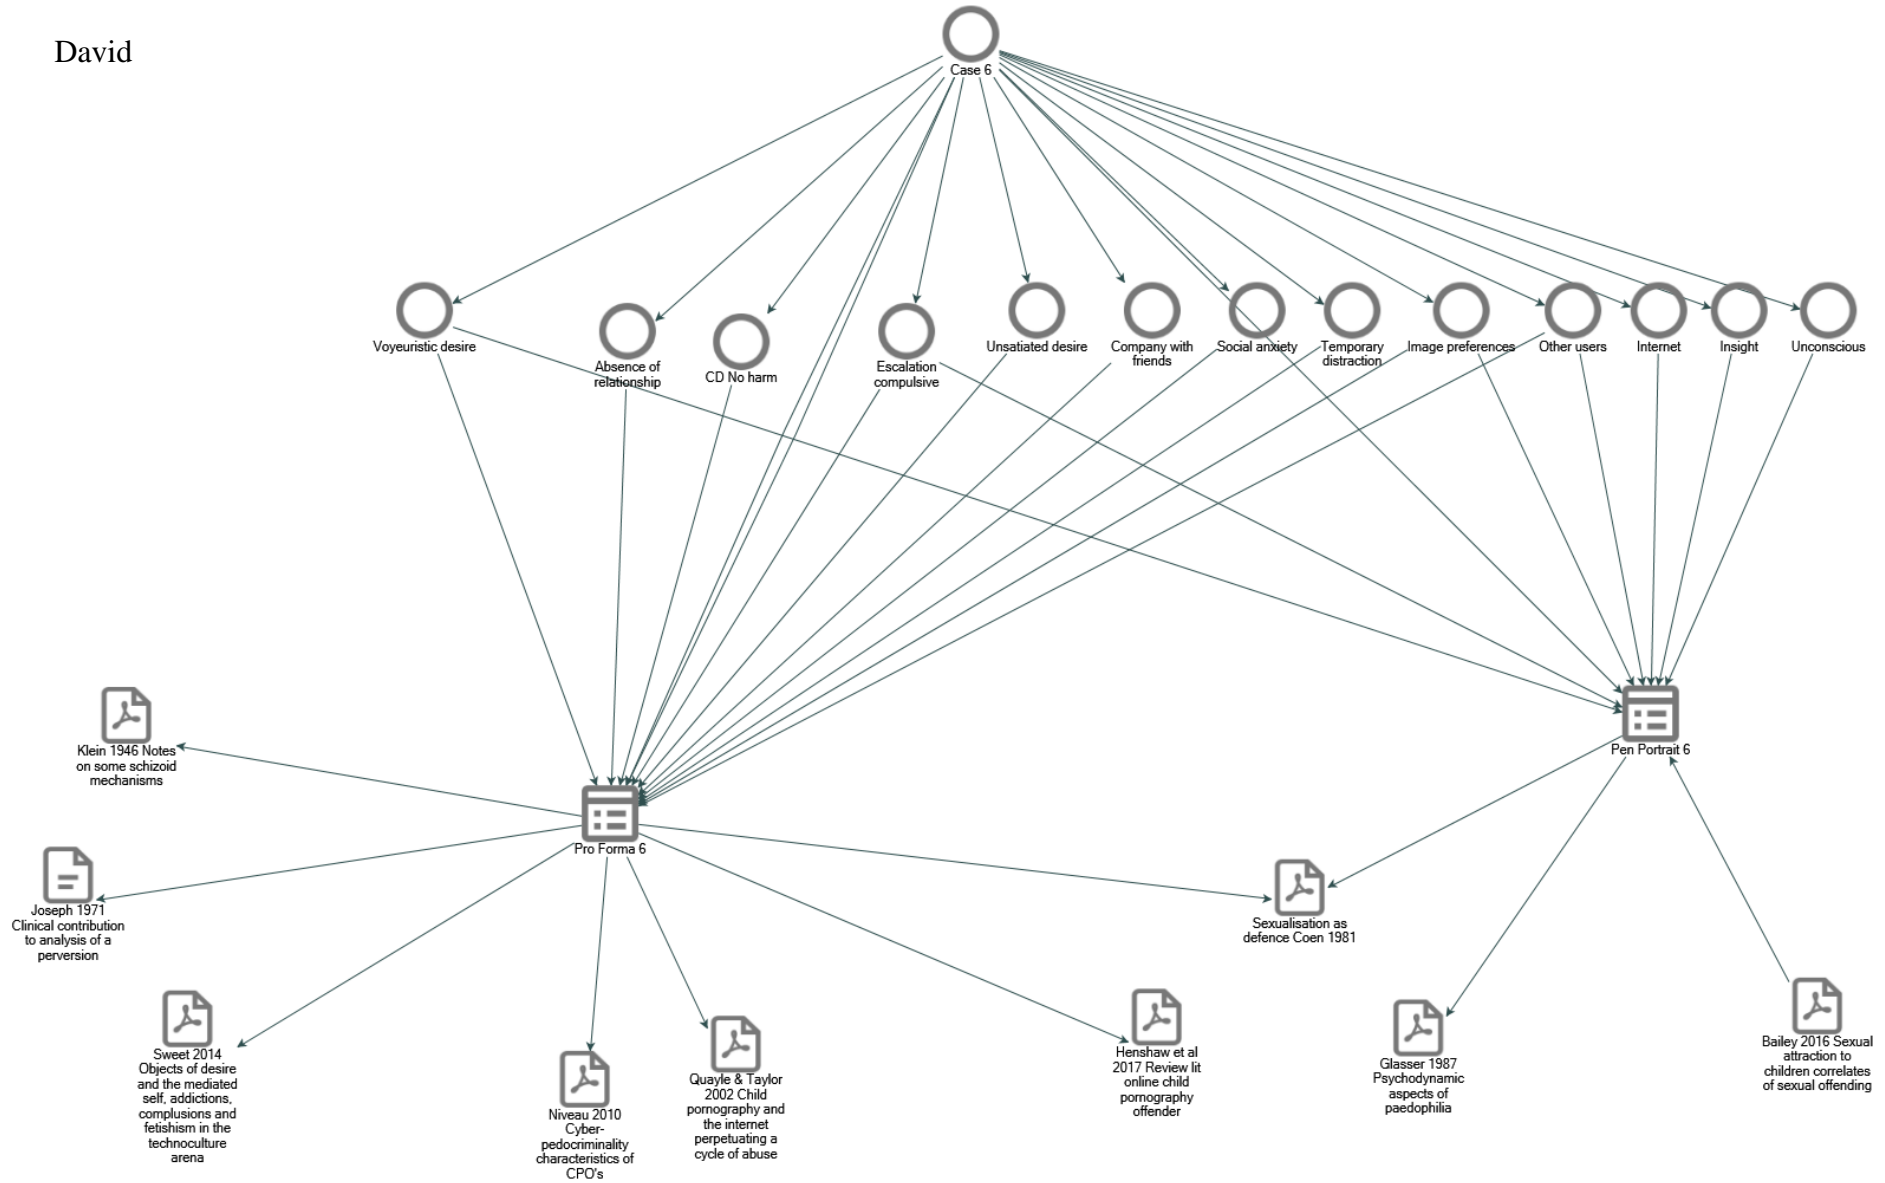 David
Case 6
Voyeuristic desire
Absence of
relationship
CD No harm
Escalation
compulsive
Unsatiated desire
Company with
friends
Social anxiety
Temporary
distraction
Image preferences
Other users
Internet
Insight
Unconscious
Klein 1946 Notes
on some schizoid
mechanisms
Pen Portrait 6
Pro Forma 6
Joseph 1971
Clinical contribution
to analysis of a
perversion
Sexualisation as
defence Coen 1981
Sweet 2014
Objects of desire
and the mediated
self, addictions,
complusions and
fetishism in the
technoculture
arena
Niveau 2010
Cyber-
pedocriminality
characteristics of
CPO's
Quayle & Taylor
2002 Child
pornography and
the internet
perpetuating a
cycle of abuse
Henshaw et al
2017 Review lit
online child
pornography
offender
Glasser 1987
Psychodynamic
aspects of
paedophilia
Bailey 2016 Sexual
attraction to
children correlates
of sexual offending